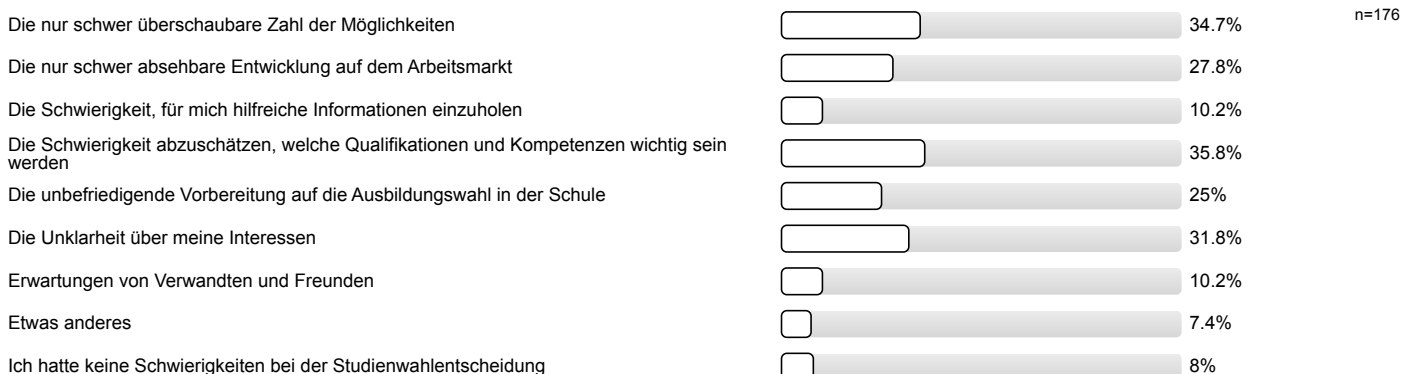 Die nur schwer überschaubare Zahl der Möglichkeiten 34.7% n=176
Die nur schwer absehbare Entwicklung auf dem Arbeitsmarkt 27.8%
Die Schwierigkeit, für mich hilfreiche Informationen einzuholen 10.2%
Die Schwierigkeit abzuschätzen, welche Qualifikationen und Kompetenzen wichtig sein
werden 35.8%
Die unbefriedigende Vorbereitung auf die Ausbildungswahl in der Schule 25%
Die Unklarheit über meine Interessen 31.8%
Erwartungen von Verwandten und Freunden 10.2%
Etwas anderes 7.4%
Ich hatte keine Schwierigkeiten bei der Studienwahlentscheidung 8%